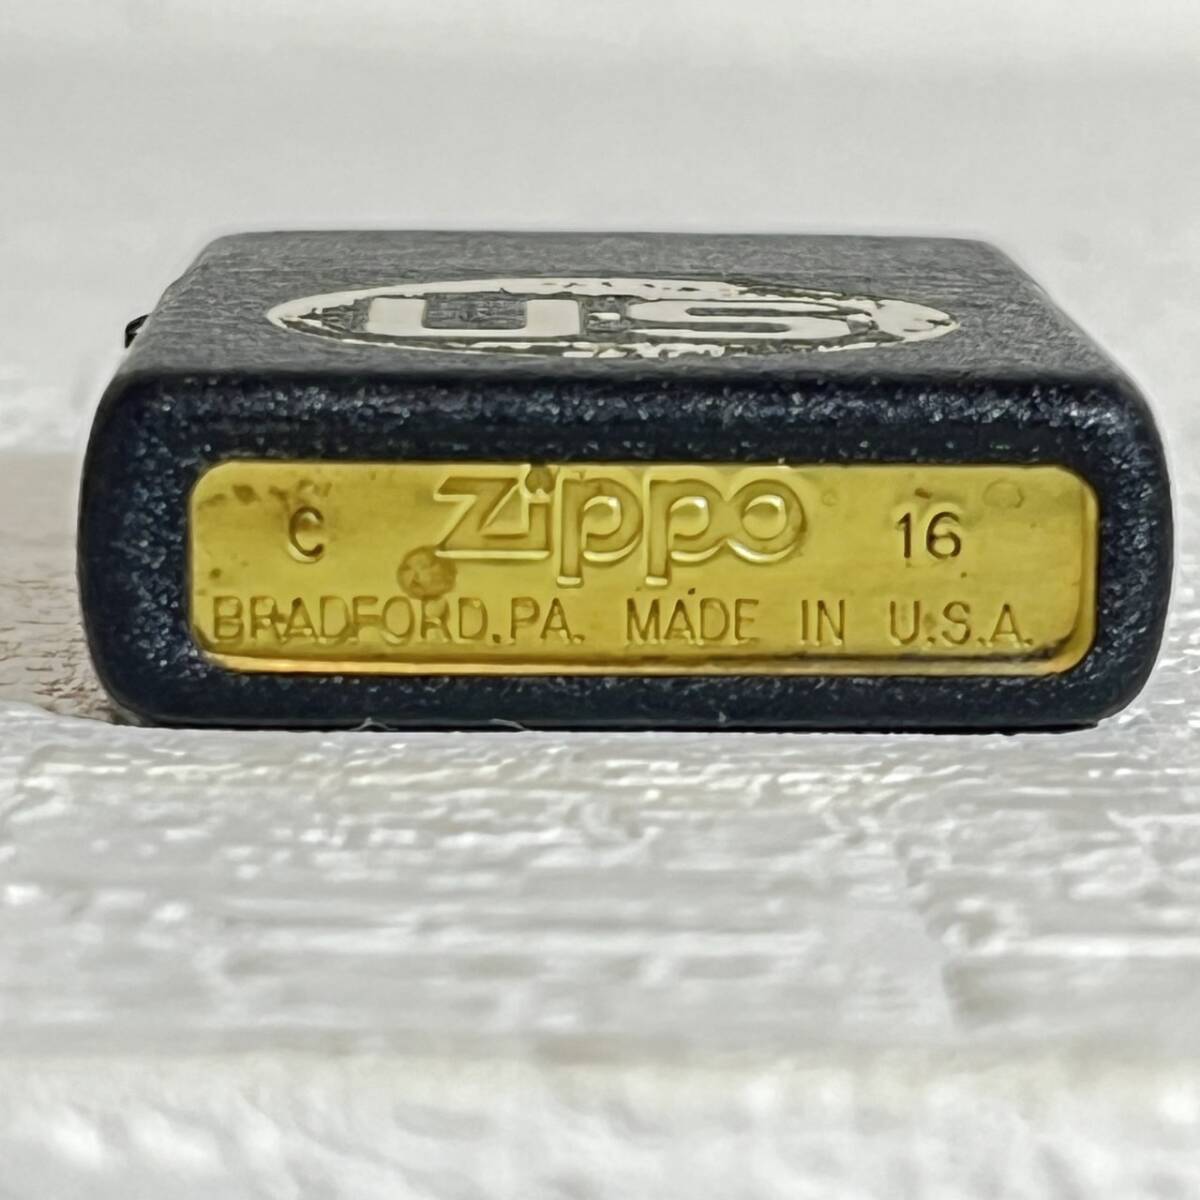 U.S
C Zippo 16
BRADFORD, PA. MADE IN U.S.A.